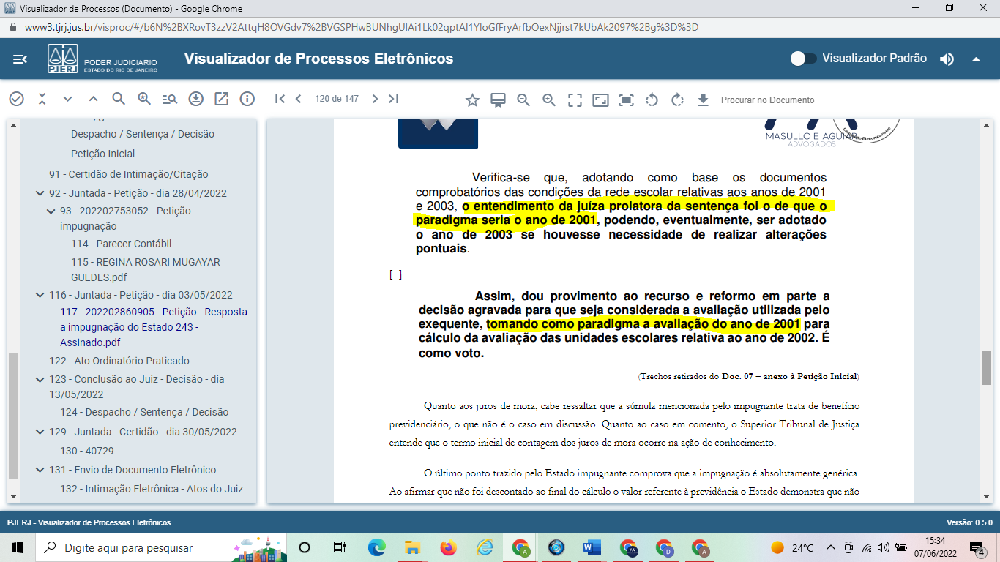 Visualizador de Processos (Documento) - Google Chrome
www3.tjrj.jus.br/visproc/#/b6N%2BXRovT3zzV2AttqH8OVGdv7%2BVGSPHwBUNhgUIAi1Lk02qptAI1YIoGfFryArfbOexNjjrst7kUbAk2097%2Bg%3D%3D
PJERJ
PODER JUDICIÁRIO
ESTADO DO RIO DE JANEIRO
Visualizador de Processos Eletrônicos
Visualizador Padrão
120 de 147
Procurar no Documento
Despacho / Sentença / Decisão
Petição Inicial
91 - Certidão de Intimação/Citação
92 - Juntada - Petição - dia 28/04/2022
93 - 202202753052 - Petição -
impugnação
114 - Parecer Contábil
115 - REGINA ROSARI MUGAYAR
GUEDES.pdf
116 - Juntada - Petição - dia 03/05/2022
117 - 202202860905 - Petição - Resposta
a impugnação do Estado 243 -
Assinado.pdf
122 - Ato Ordinatório Praticado
123 - Conclusão ao Juiz - Decisão - dia
13/05/2022
124 - Despacho / Sentença / Decisão
129 - Juntada - Certidão - dia 30/05/2022
130 - 40729
131 - Envio de Documento Eletrônico
132 - Intimação Eletrônica - Atos do Juiz
MASULLO E AGUIAR
ADVOGADOS
Eletronicamente
Verifica-se que, adotando como base os documentos
comprobatórios das condições da rede escolar relativas aos anos de 2001
e 2003, o entendimento da juíza prolatora da sentença foi o de que o
paradigma seria o ano de 2001, podendo, eventualmente, ser adotado
o ano de 2003 se houvesse necessidade de realizar alterações
pontuais.
[...]
Assim, dou provimento ao recurso e reformo em parte a
decisão agravada para que seja considerada a avaliação utilizada pelo
exequente, tomando como paradigma a avaliação do ano de 2001 para
cálculo da avaliação das unidades escolares relativa ao ano de 2002. É
como voto.
(Trechos retirados do Doc. 07 – anexo à Petição Inicial)
Quanto aos juros de mora, cabe ressaltar que a súmula mencionada pelo impugnante trata de benefício
previdenciário, o que não é o caso em discussão. Quanto ao caso em comento, o Superior Tribunal de Justiça
entende que o termo inicial de contagem dos juros de mora ocorre na ação de conhecimento.
O último ponto trazido pelo Estado impugnante comprova que a impugnação é absolutamente genérica.
Ao afirmar que não foi descontado ao final do cálculo o valor referente à previdência o Estado demonstra que não
PJERJ - Visualizador de Processos Eletrônicos
Versão: 0.5.0
Digite aqui para pesquisar
24°C
15:34
07/06/2022
4